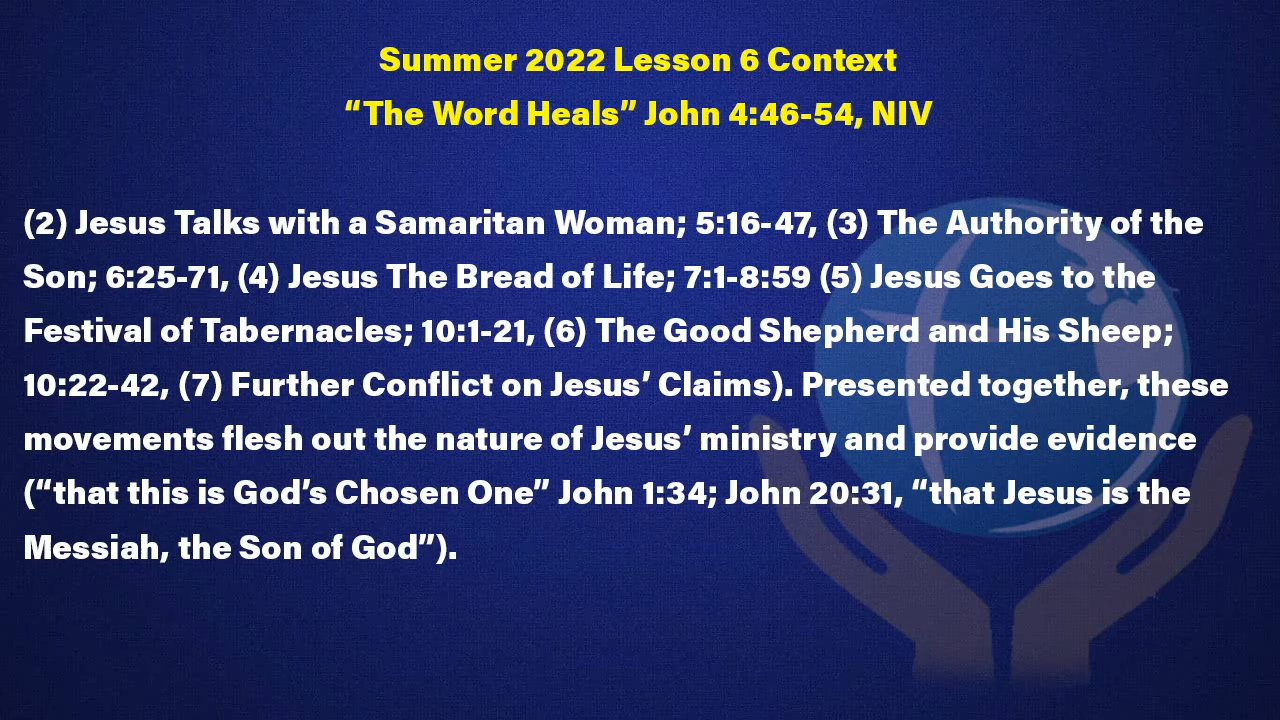 Summer 2022 Lesson 6 Context
“The Word Heals” John 4:46-54, NIV
(2) Jesus Talks with a Samaritan Woman; 5:16-47, (3) The Authority of the
Son; 6:25-71, (4) Jesus The Bread of Life; 7:1-8:59 (5) Jesus Goes to the
Festival of Tabernacles; 10:1-21, (6) The Good Shepherd and His Sheep;
10:22-42, (7) Further Conflict on Jesus’ Claims). Presented together, these
movements flesh out the nature of Jesus’ ministry and provide evidence
(“that this is God’s Chosen One” John 1:34; John 20:31, “that Jesus is the
Messiah, the Son of God”).